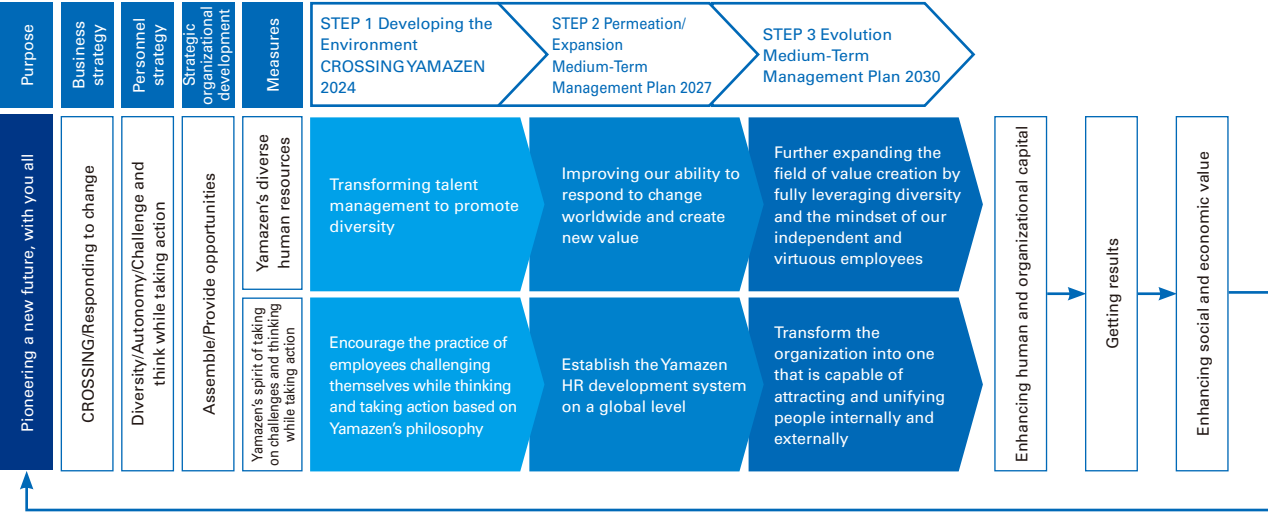 Purpose
Business
strategy
Personnel
strategy
Strategic
organizational
development
Measures
STEP 1 Developing the
Environment
CROSSING YAMAZEN
2024
STEP 2 Permeation/
Expansion
Medium-Term
Management Plan 2027
STEP 3 Evolution
Medium-Term
Management Plan 2030
Pioneering a new future, with you all
CROSSING/Responding to change
Diversity/Autonomy/Challenge and
think while taking action
Assemble/Provide opportunities
Yamazen's diverse
human resources
Transforming talent
management to promote
diversity
Improving our ability to
respond to change
worldwide and create
new value
Further expanding the
field of value creation by
fully leveraging diversity
and the mindset of our
independent and
virtuous employees
Yamazen's spirit of taking
on challenges and thinking
while taking action
Encourage the practice of
employees challenging
themselves while thinking
and taking action based on
Yamazen's philosophy
Establish the Yamazen
HR development system
on a global level
Transform the
organization into one
that is capable of
attracting and unifying
people internally and
externally
Enhancing human and organizational capital
Getting results
Enhancing social and economic value